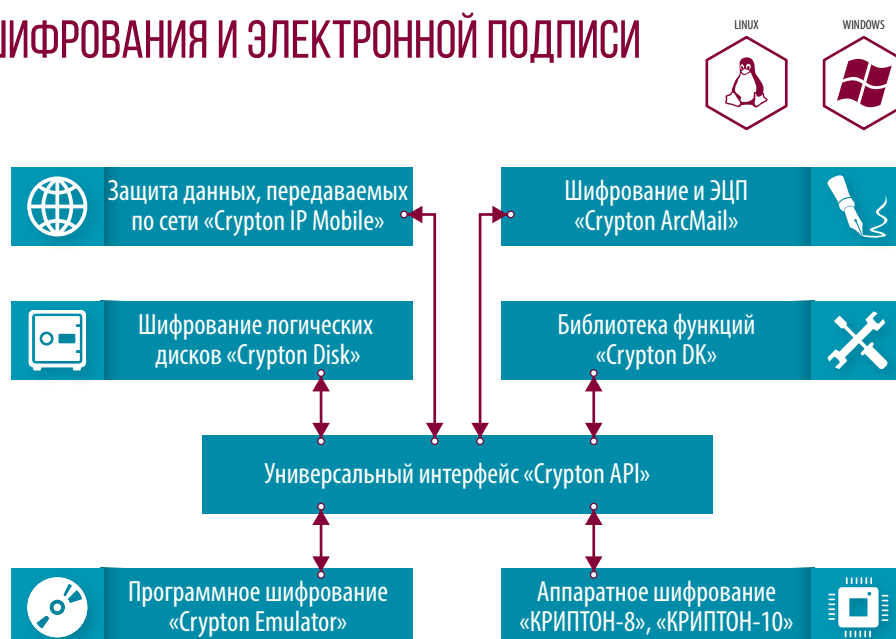 ШИФРОВАНИЯ И ЭЛЕКТРОННОЙ ПОДПИСИ
LINUX
WINDOWS
Защита данных, передаваемых
по сети «Crypton IP Mobile»
Шифрование и ЭЦП
«Crypton ArcMail»
Шифрование логических
дисков «Crypton Disk»
Библиотека функций
«Crypton DK»
Универсальный интерфейс «Crypton API»
Программное шифрование
«Crypton Emulator»
Аппаратное шифрование
«КРИПТОН-8», «КРИПТОН-10»